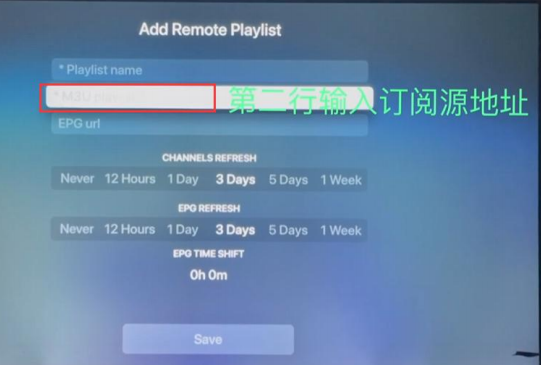 Add Remote Playlist
* Playlist name
* M3U
第二行输入订阅源地址
EPG url
CHANNELS REFRESH
Never 12 Hours 1 Day 3 Days 5 Days 1 Week
EPG REFRESH
Never 12 Hours 1 Day 3 Days 5 Days 1 Week
EPG TIME SHIFT
0h 0m
Save